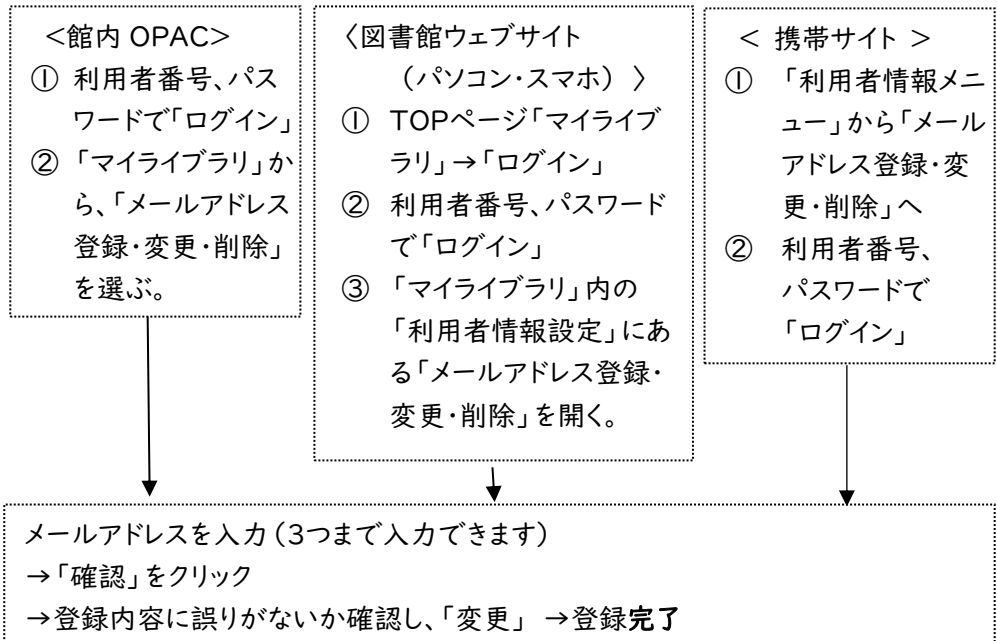 <館内 OPAC>
① 利用者番号、パス
ワードで「ログイン」
② 「マイライブラリ」か
ら、「メールアドレス
登録・変更・削除」
を選ぶ。
〈図書館ウェブサイト
（パソコン・スマホ）〉
① TOPページ「マイライブ
ラリ」→「ログイン」
② 利用者番号、パスワード
で「ログイン」
③ 「マイライブラリ」内の
「利用者情報設定」にあ
る「メールアドレス登録・
変更・削除」を開く。
< 携帯サイト >
① 「利用者情報メニ
ュー」から「メール
アドレス登録・変
更・削除」へ
② 利用者番号、
パスワードで
「ログイン」
メールアドレスを入力（3つまで入力できます）
→「確認」をクリック
→登録内容に誤りがないか確認し、「変更」 →登録完了